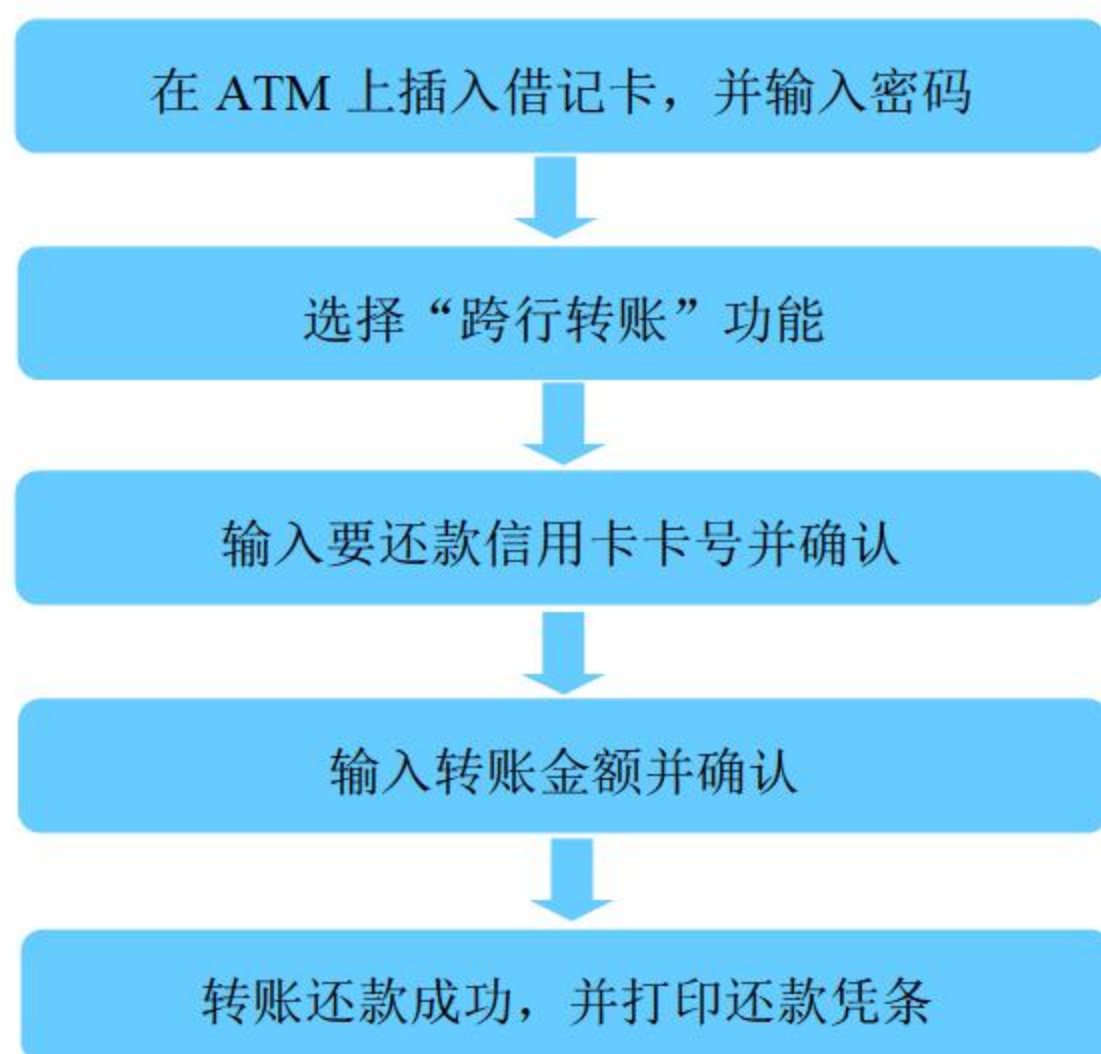 在 ATM 上插入借记卡，并输入密码
选择“跨行转账”功能
输入要还款信用卡卡号并确认
输入转账金额并确认
转账还款成功，并打印还款凭条